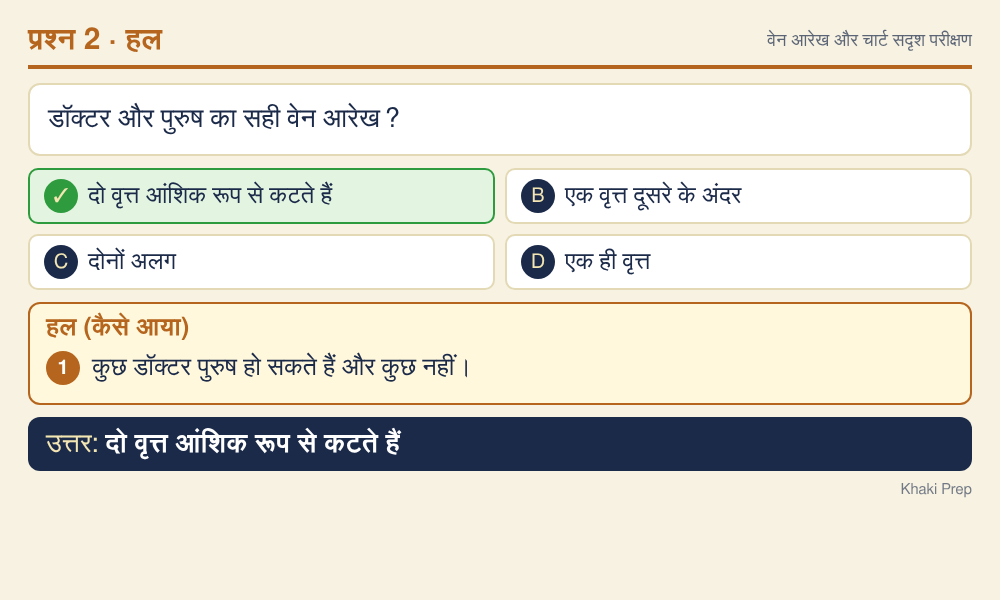 प्रश्न 2 · हल
वेन आरेख और चार्ट सदृश परीक्षण
डॉक्टर और पुरुष का सही वेन आरेख ?
✓ दो वृत्त आंशिक रूप से कटते हैं
B एक वृत्त दूसरे के अंदर
C दोनों अलग
D एक ही वृत्त
हल (कैसे आया)
1 कुछ डॉक्टर पुरुष हो सकते हैं और कुछ नहीं।
उत्तर: दो वृत्त आंशिक रूप से कटते हैं
Khaki Prep